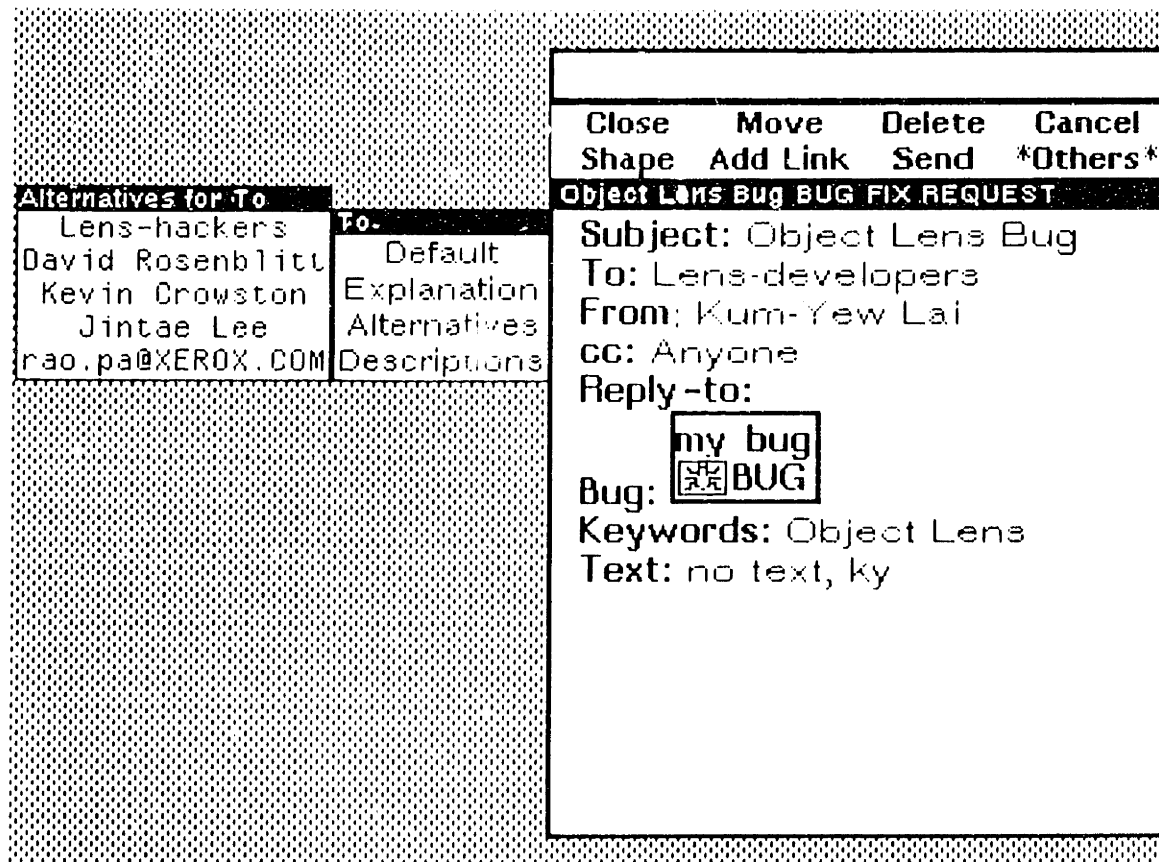 Alternatives for To
Lens-hackers
David Rosenblitt
Kevin Crowston
Jintae Lee
rao.pa@XEROX.COM
To:
Default
Explanation
Alternatives
Descriptions
Close Move Delete Cancel
Shape Add Link Send *Others*
Object Lens Bug BUG FIX REQUEST
Subject: Object Lens Bug
To: Lens-developers
From: Kum-Yew Lai
cc: Anyone
Reply-to:
my bug
Bug: BUG
Keywords: Object Lens
Text: no text, ky